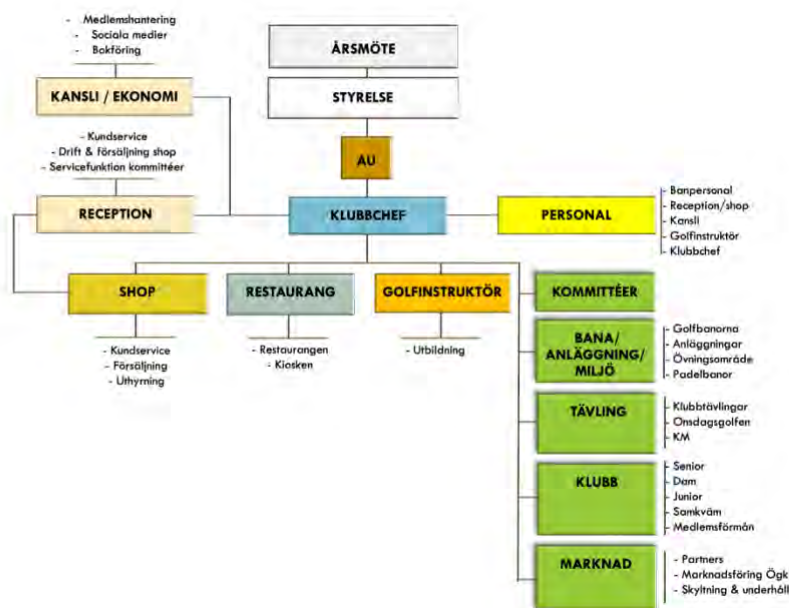 - Medlemshantering
- Sociala medier
- Bokföring
KANSLI / EKONOMI
ÅRSMÖTE
STYRELSE
AU
- Kundservice
- Drift & försäljning shop
- Servicefunktion kommittéer
RECEPTION
KLUBBCHEF
PERSONAL
- Banpersonal
- Reception/shop
- Kansli
- Golfinstruktör
- Klubbchef
SHOP
- Kundservice
- Försäljning
- Uthyrning
RESTAURANG
- Restaurangen
- Kiosken
GOLFINSTRUKTÖR
- Utbildning
KOMMITTÉER
BANA/
ANLÄGGNING/
MILJÖ
- Golfbanorna
- Anläggningar
- Övningsområde
- Padelbanor
TÄVLING
- Klubbtävlingar
- Onsdagsgolfen
- KM
KLUBB
- Senior
- Dam
- Junior
- Samkväm
- Medlemsförmån
MARKNAD
- Partners
- Marknadsföring Ögk
- Skyltning & underhåll